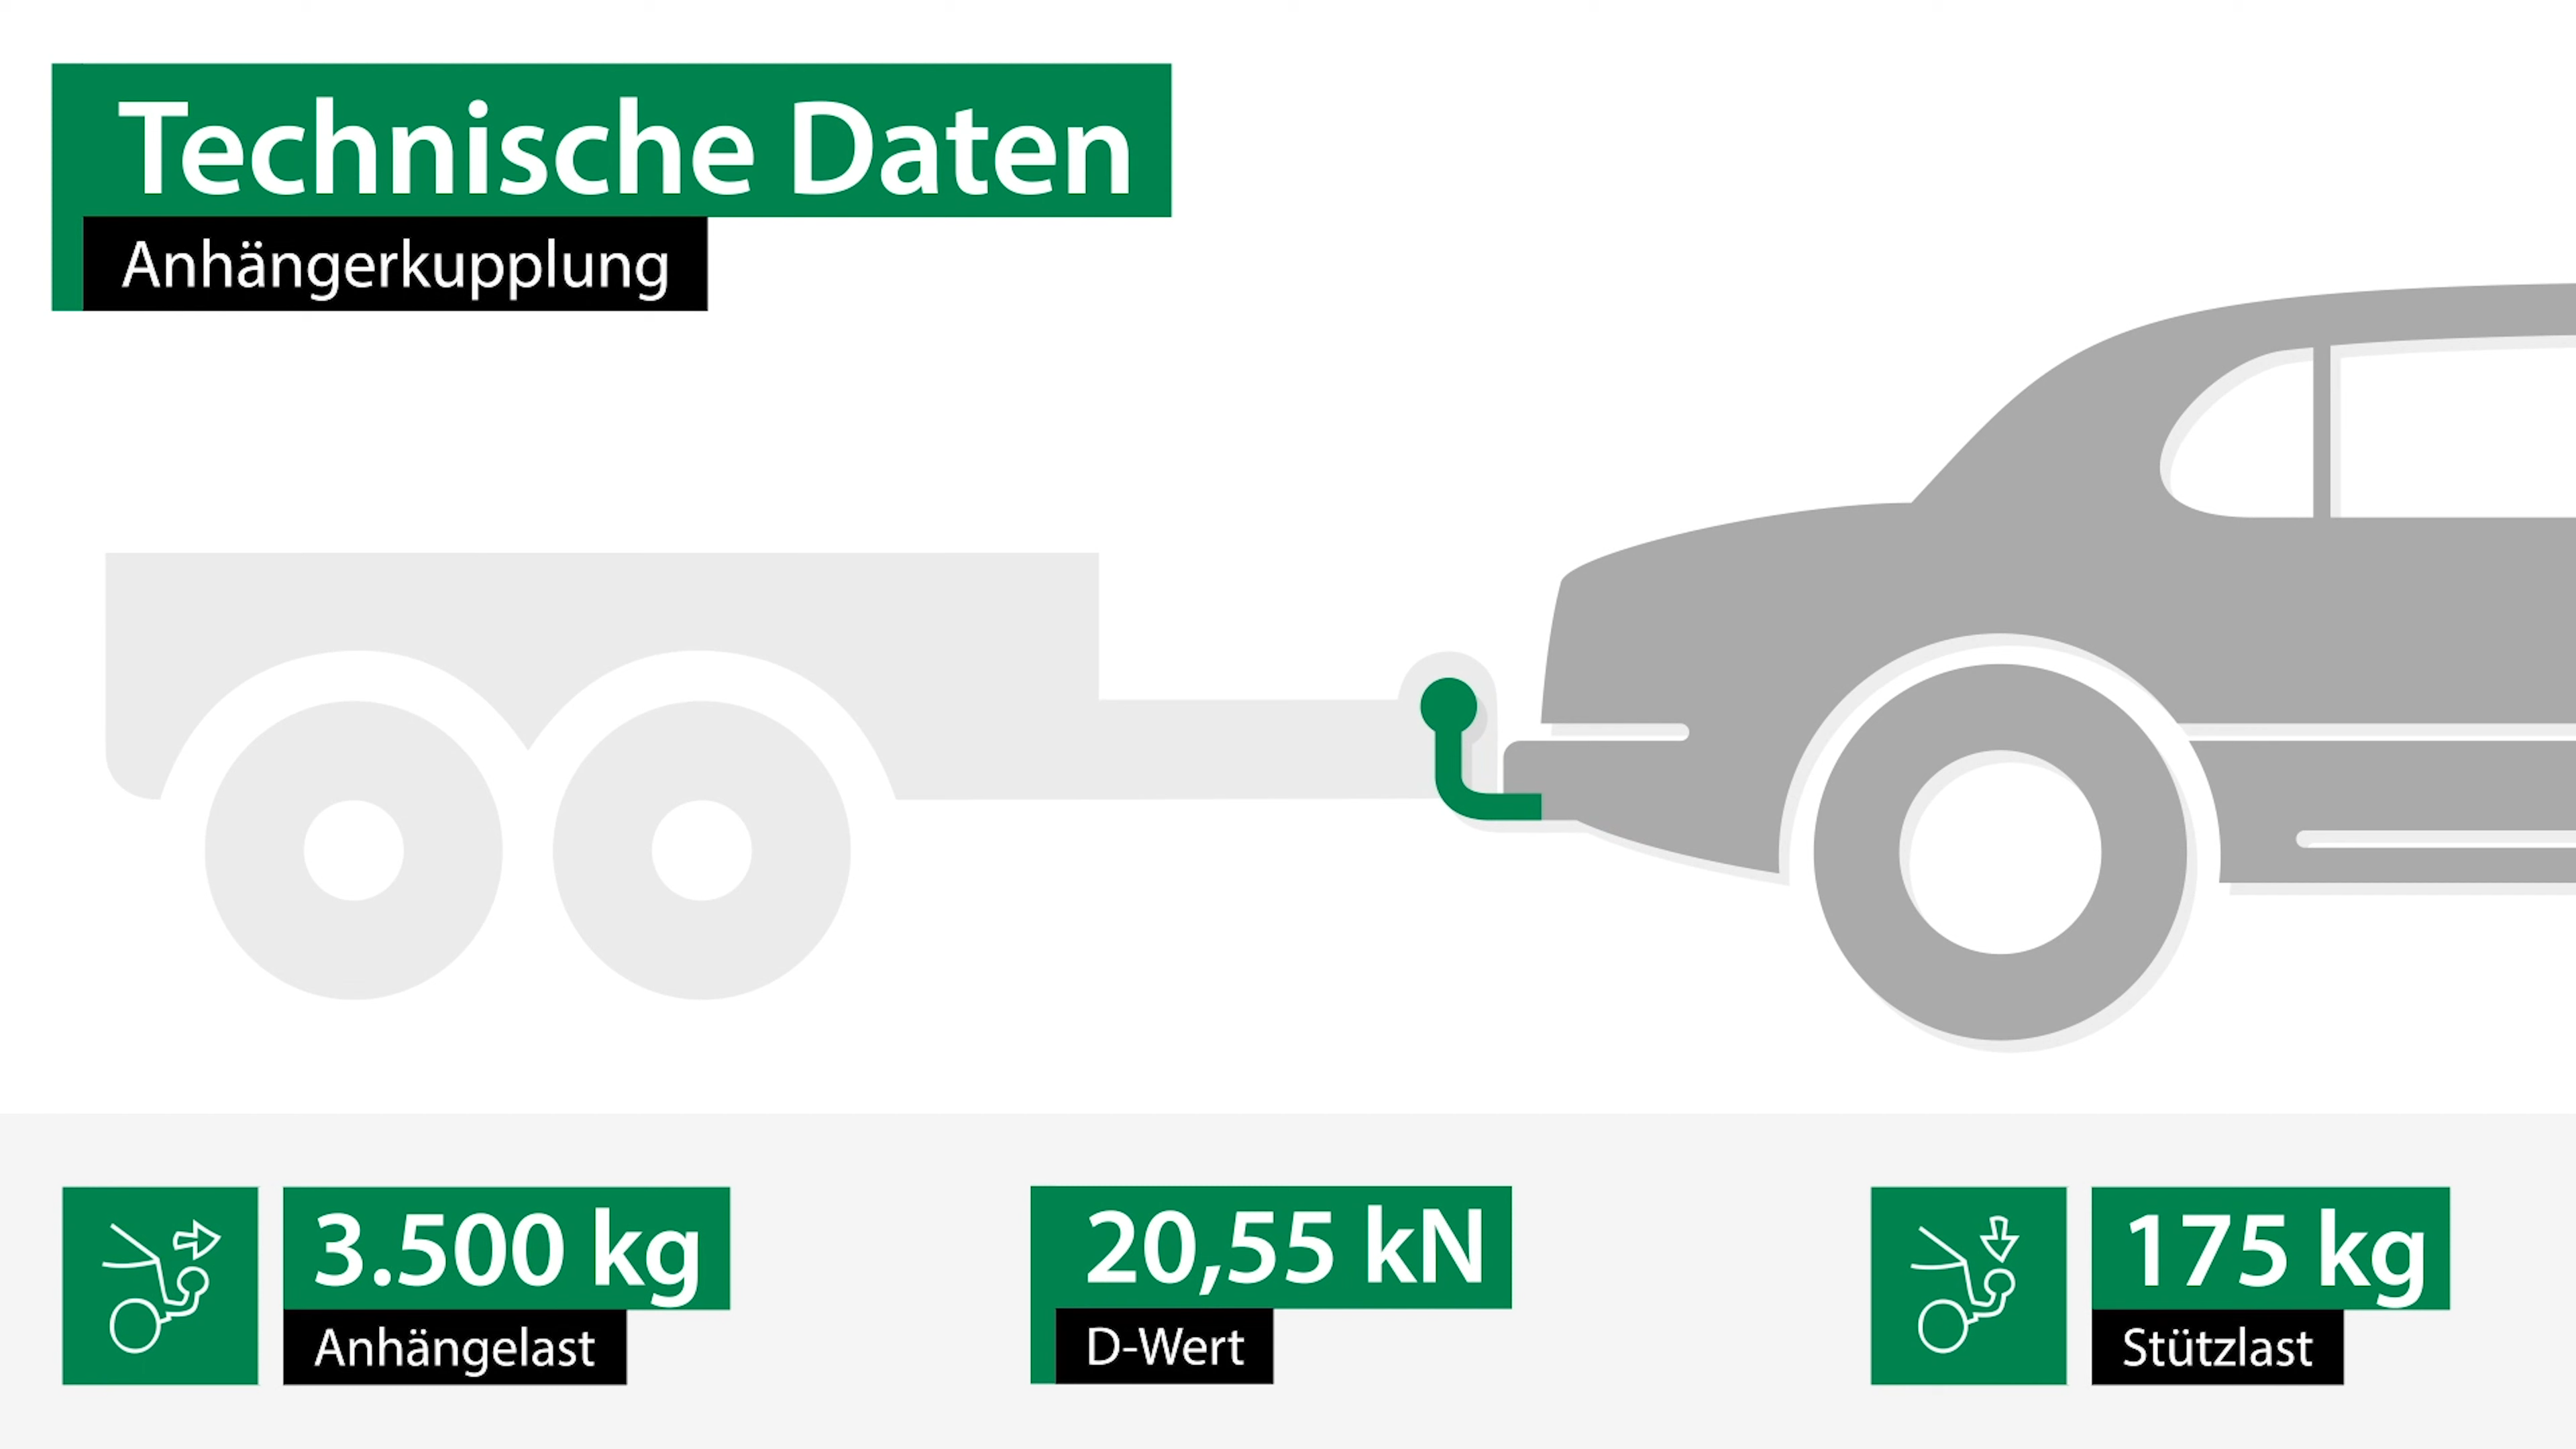 Technische Daten
Anhängerkupplung
3.500 kg
Anhängelast
20,55 kN
D-Wert
175 kg
Stützlast